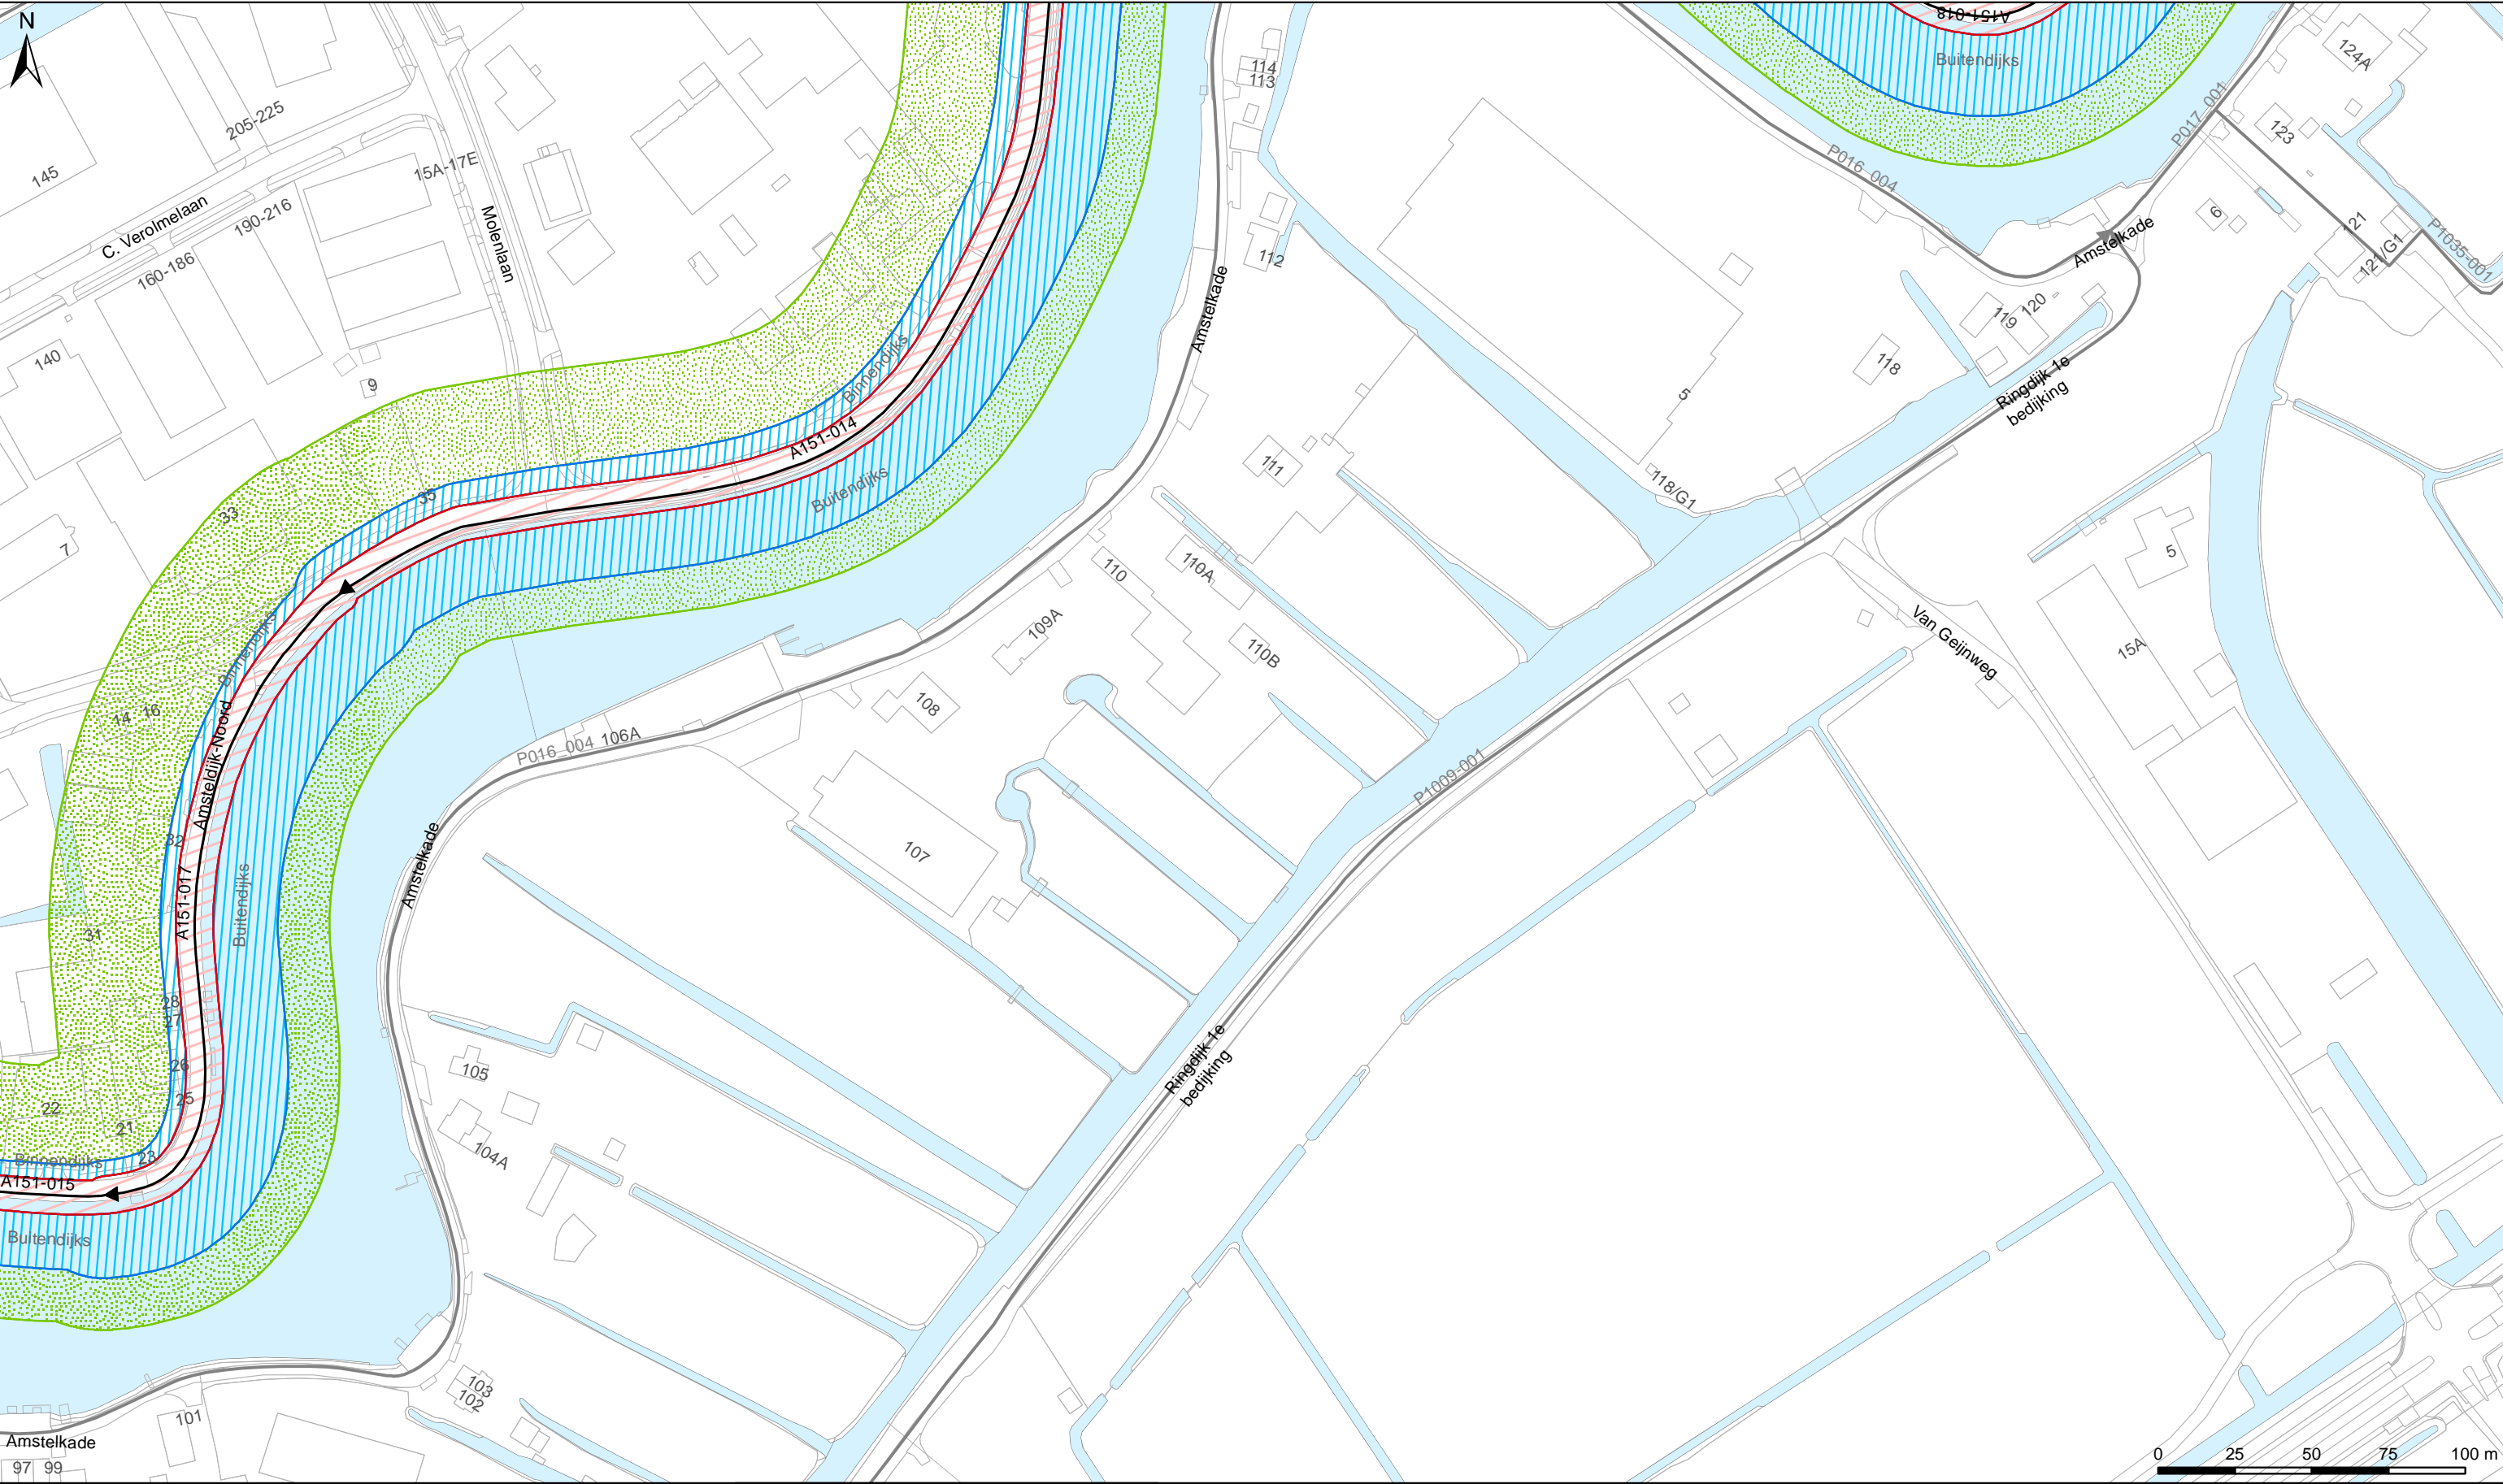 N
A151-018
Buitendijks
124A
114
113
205-225
15A-17E
145
P017_001
123
P016_004
C. Verolmelaan
190-216
Molenlaan
160-186
112
6
121
121/G1
P1035-001
Amstelkade
Amstelkade
140
9
Binnendijks
119
120
118
Ringdijk 1e
bedijking
5
A151-014
Buitendijks
111
118/G1
35
33
7
110A
110
5
109A
110B
Van Geijnweg
15A
Binnendijks
14
16
108
Amsteldijk-Noord
P016_004
106A
P1009-001
32
107
Amstelkade
A151-017
Buitendijks
31
28
27
26
25
105
Ringdijk 1e
bedijking
22
21
23
Binnendijks
104A
A151-015
Buitendijks
103
102
101
Amstelkade
97
99
0 25 50 75 100 m